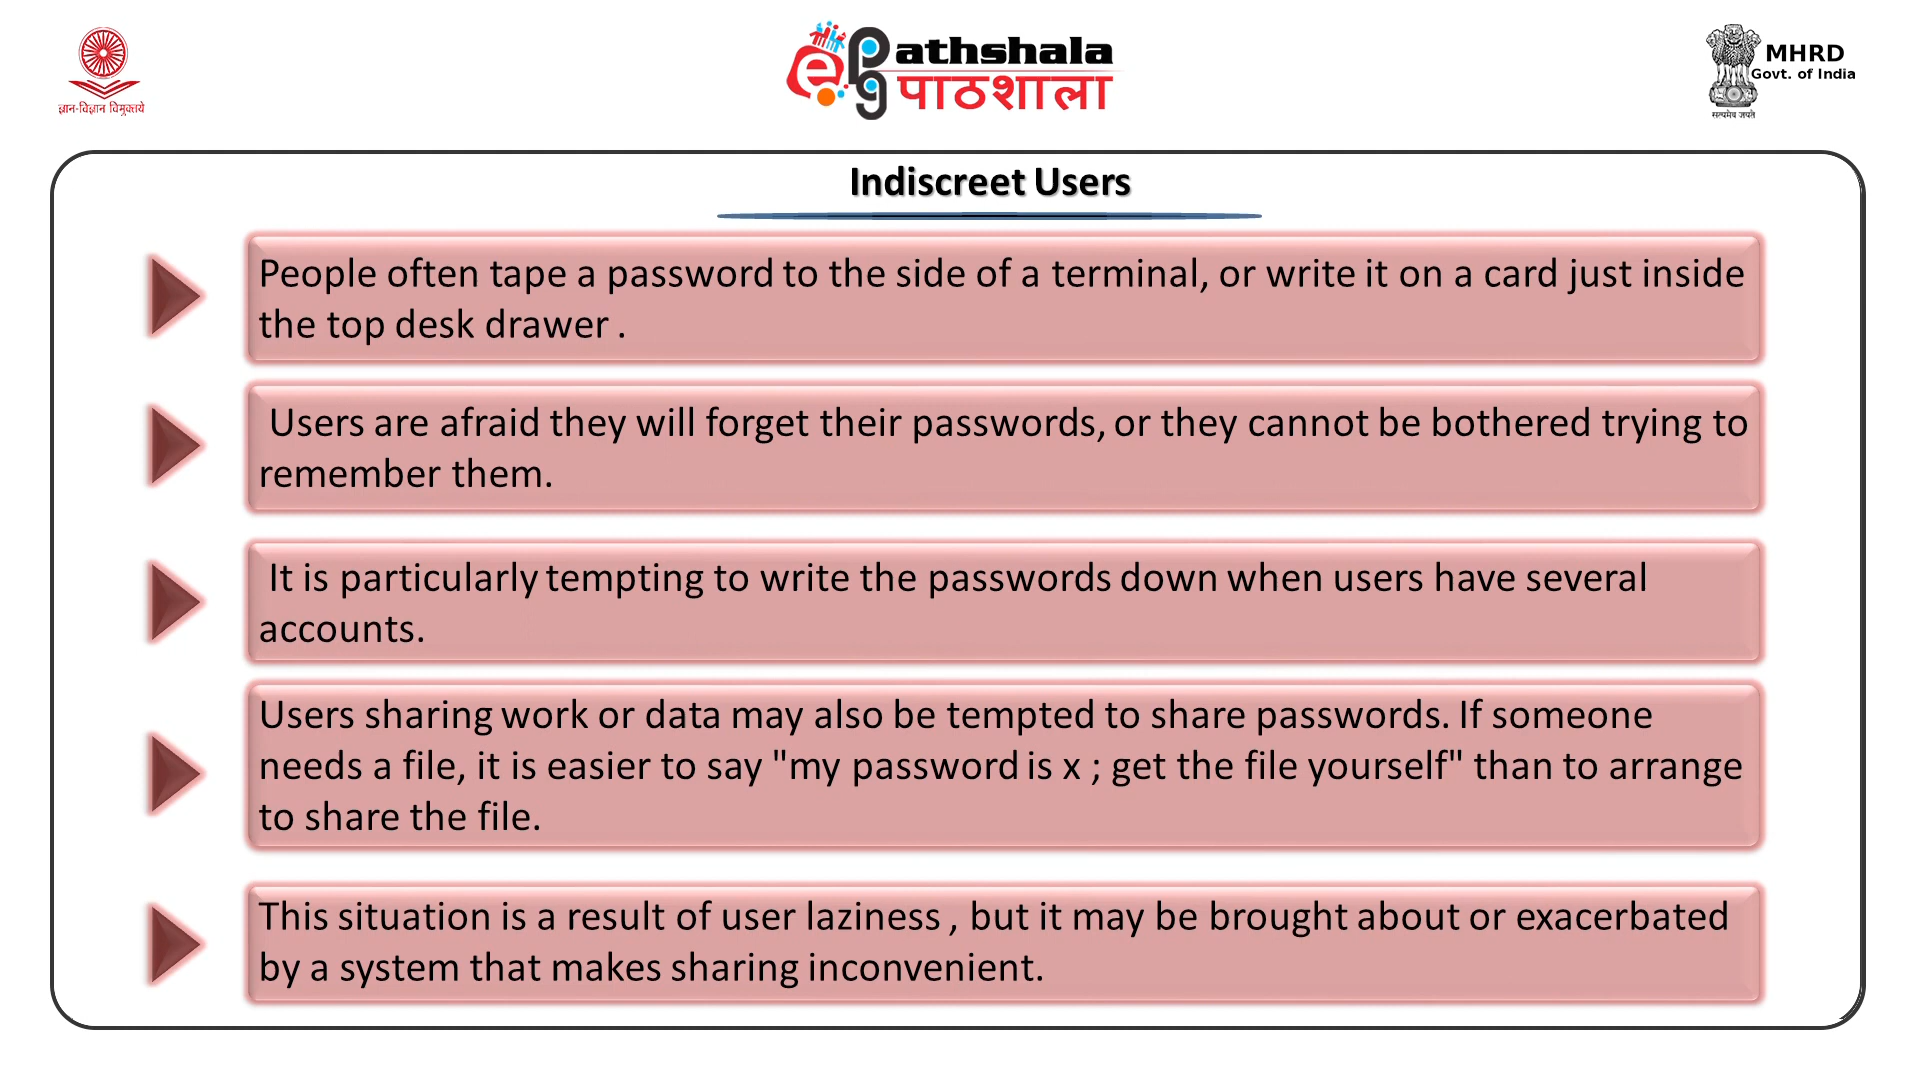 ज्ञान-विज्ञान विमुक्तये
ePg athshala
पाठशाला
MHRD
Govt. of India
सत्यमेव जयते
Indiscreet Users
People often tape a password to the side of a terminal, or write it on a card just inside
the top desk drawer .
Users are afraid they will forget their passwords, or they cannot be bothered trying to
remember them.
It is particularly tempting to write the passwords down when users have several
accounts.
Users sharing work or data may also be tempted to share passwords. If someone
needs a file, it is easier to say "my password is x ; get the file yourself" than to arrange
to share the file.
This situation is a result of user laziness , but it may be brought about or exacerbated
by a system that makes sharing inconvenient.